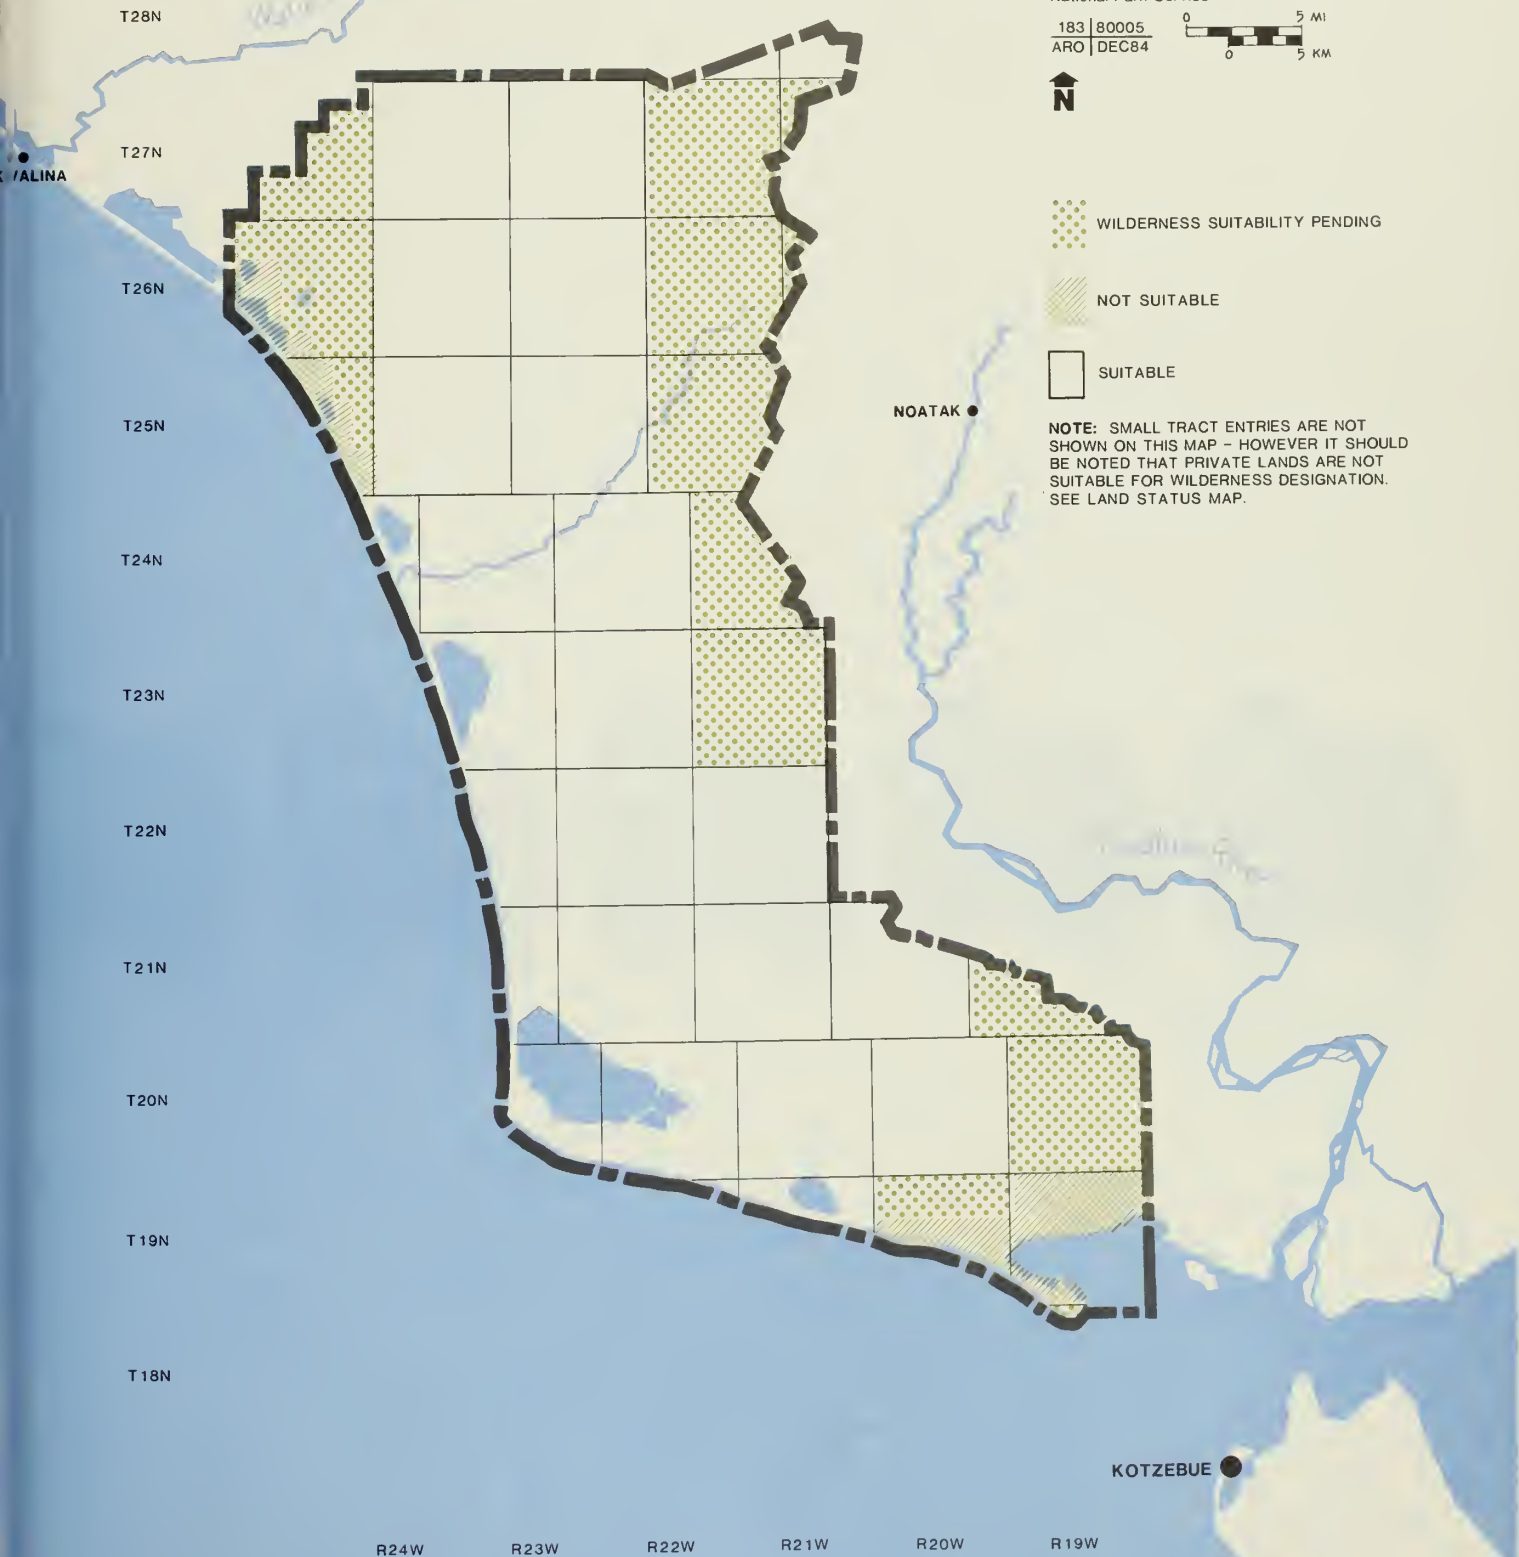 T28N
183 80005
ARO DEC84
0 5 MI
0 5 KM
N
T27N
WILDERNESS SUITABILITY PENDING
T26N
NOT SUITABLE
SUITABLE
NOATAK
T25N
NOTE: SMALL TRACT ENTRIES ARE NOT
SHOWN ON THIS MAP - HOWEVER IT SHOULD
BE NOTED THAT PRIVATE LANDS ARE NOT
SUITABLE FOR WILDERNESS DESIGNATION.
SEE LAND STATUS MAP.
T24N
T23N
T22N
T21N
T20N
T19N
T18N
KOTZEBUE
R24W R23W R22W R21W R20W R19W